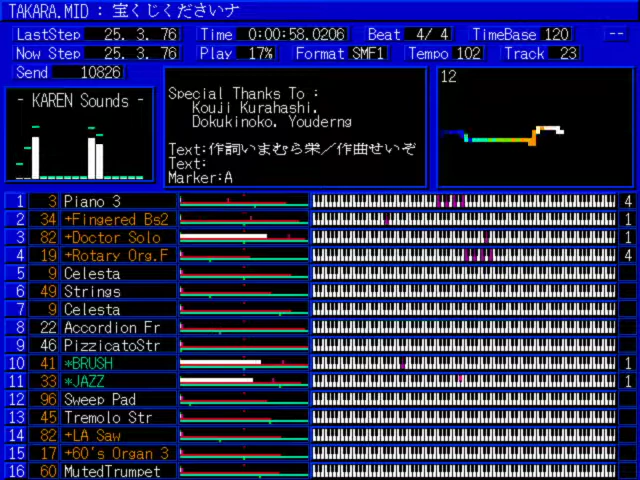 TAKARA.MID : 宝くじくださいナ
LastStep 25. 3. 76 Time 0:00:58.0206 Beat 4/ 4 TimeBase 120 --
Now Step 25. 3. 76 Play 17% Format SMF1 Tempo 102 Track 23
Send 10826
- KAREN Sounds -
Special Thanks To :
Kouji Kurahashi.
Dokukinoko. Youderng
Text:作詞いまむら栄／作曲せいぞ
Text:
Marker:A
12
1 3 Piano 3 4
2 34 +Fingered Bs2 1
3 82 +Doctor Solo 1
4 19 +Rotary Org.F 4
5 9 Celesta
6 49 Strings
7 9 Celesta
8 22 Accordion Fr
9 46 PizzicatoStr
10 41 *BRUSH 1
11 33 *JAZZ 1
12 96 Sweep Pad
13 45 Tremolo Str
14 82 +LA Saw
15 17 +60's Organ 3
16 60 MutedTrumpet